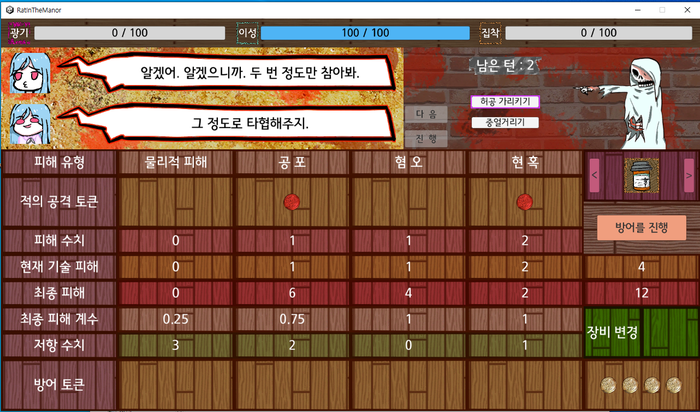 RatInTheManor
광기 0 / 100 이성 100 / 100 집착 0 / 100
알겠어. 알겠으니까. 두 번 정도만 참아봐.
그 정도로 타협해주지.
남은 턴 : 2
허공 가리키기
중얼거리기
다 음
진 행
피해 유형 물리적 피해 공 포 혐 오 현 혹
< >
적의 공격 토큰
방어를 진행
피해 수치 0 1 1 2
현재 기술 피해 0 1 1 2 4
최종 피해 0 6 4 2 12
최종 피해 계수 0.25 0.75 1 1
장비 변경
저항 수치 3 2 0 1
방어 토큰